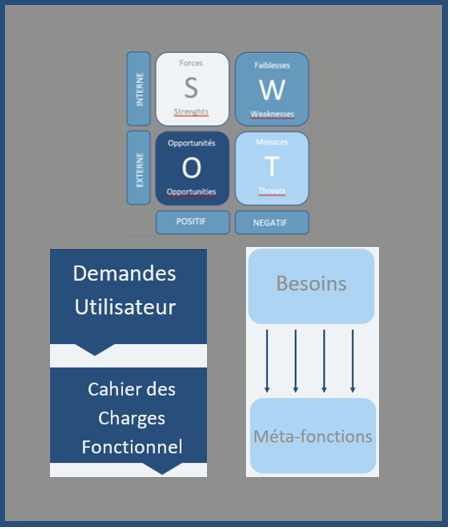 INTERNE
Forces
S
Strenghts
Faiblesses
W
Weaknesses
EXTERNE
Opportunités
O
Opportunities
Menaces
T
Threats
POSITIF
NEGATIF
Demandes
Utilisateur
Cahier des
Charges
Fonctionnel
Besoins
Méta-fonctions